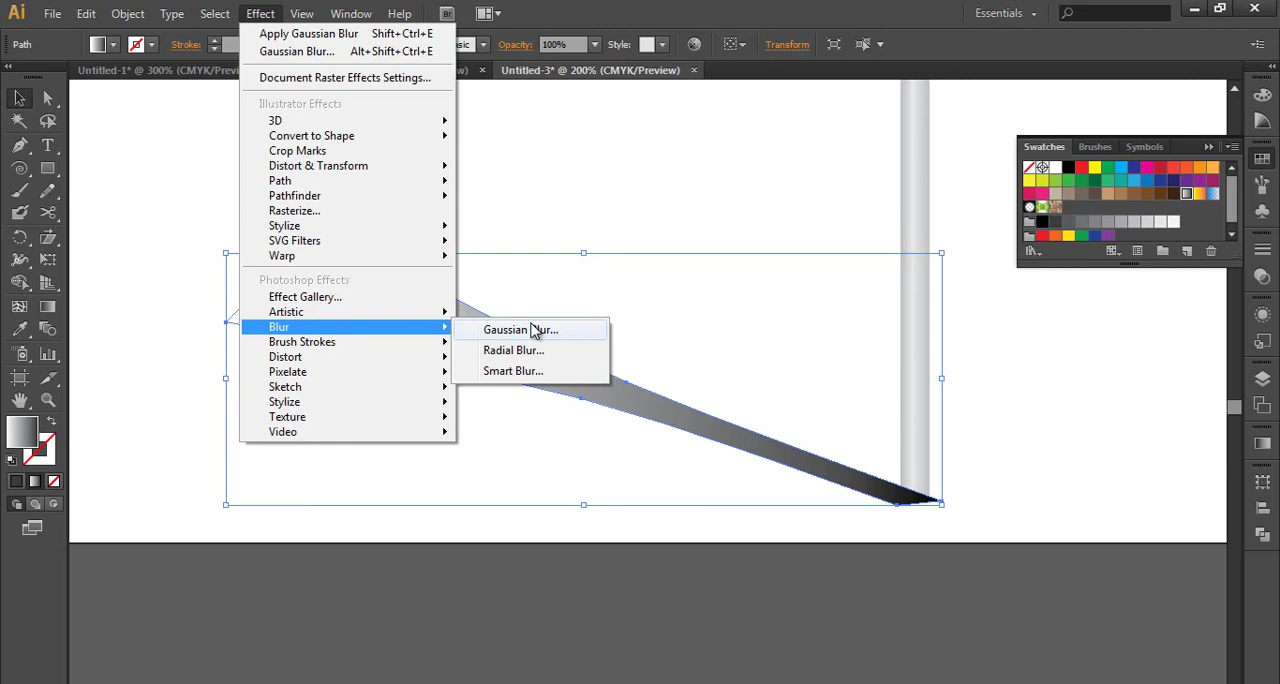 Ai File Edit Object Type Select Effect View Window Help Br Essentials
Path Stroke: Opacity: 100% Style: Transform
Untitled-1* @ 300% (CMYK/Previ Untitled-3* @ 200% (CMYK/Preview)
Apply Gaussian Blur Shift+Ctrl+E
Gaussian Blur... Alt+Shift+Ctrl+E
Document Raster Effects Settings...
Illustrator Effects
3D
Convert to Shape
Crop Marks
Distort & Transform
Path
Pathfinder
Rasterize...
Stylize
SVG Filters
Warp
Photoshop Effects
Effect Gallery...
Artistic
Blur
Brush Strokes
Distort
Pixelate
Sketch
Stylize
Texture
Video
Gaussian Blur...
Radial Blur...
Smart Blur...
Swatches Brushes Symbols